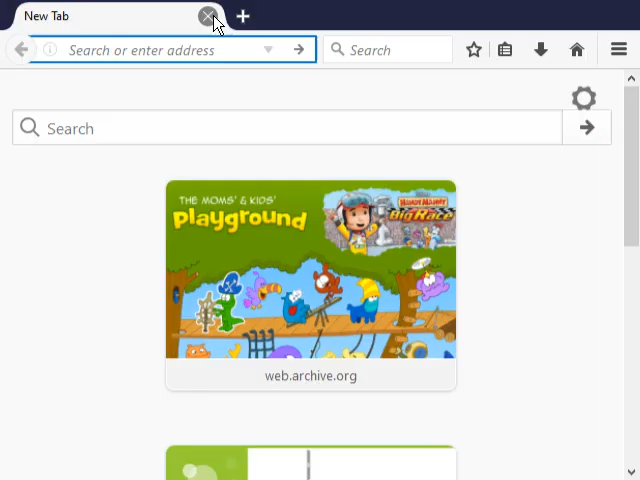 New Tab
Search or enter address
Search
Search
THE MOMS' & KIDS'
Playground
HANDY MANNY
Big Race
web.archive.org